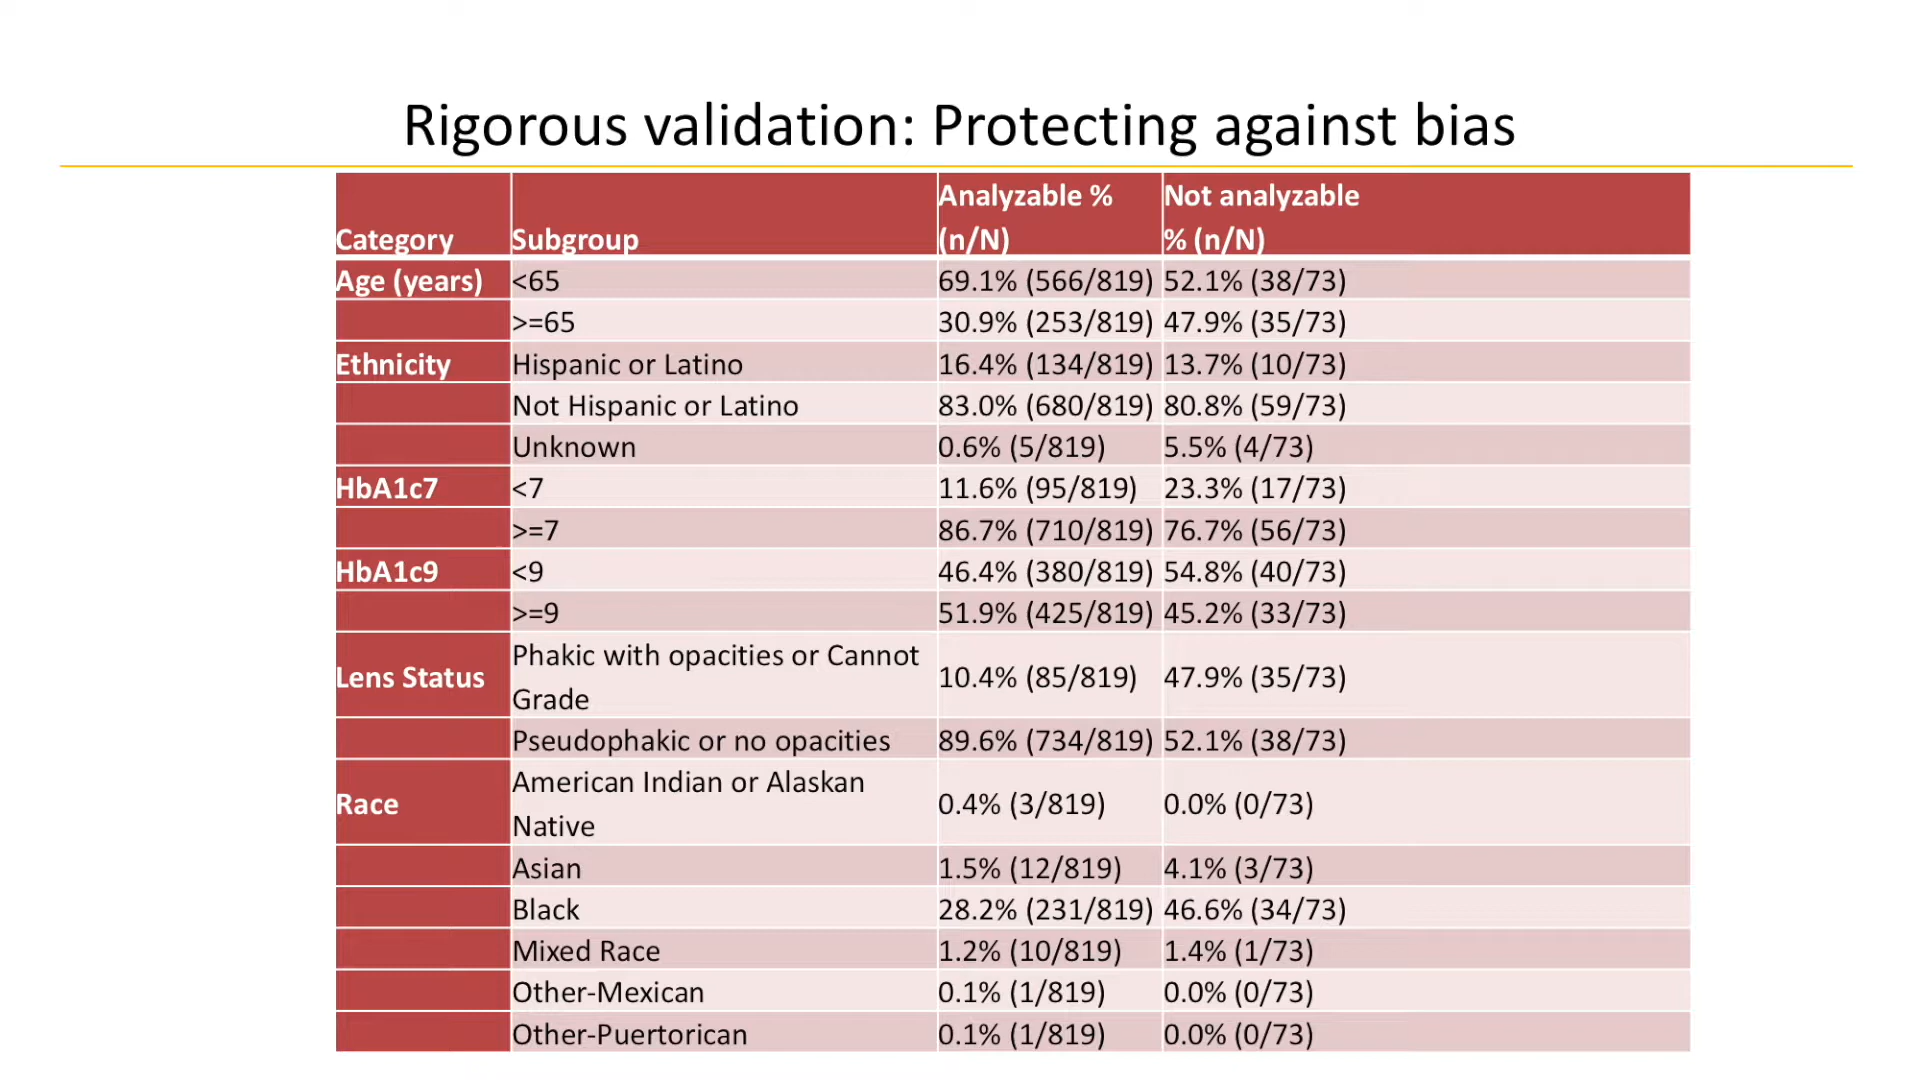 Rigorous validation: Protecting against bias
Category Subgroup Analyzable % (n/N) Not analyzable % (n/N)
Age (years) <65 69.1% (566/819) 52.1% (38/73)
>=65 30.9% (253/819) 47.9% (35/73)
Ethnicity Hispanic or Latino 16.4% (134/819) 13.7% (10/73)
Not Hispanic or Latino 83.0% (680/819) 80.8% (59/73)
Unknown 0.6% (5/819) 5.5% (4/73)
HbA1c7 <7 11.6% (95/819) 23.3% (17/73)
>=7 86.7% (710/819) 76.7% (56/73)
HbA1c9 <9 46.4% (380/819) 54.8% (40/73)
>=9 51.9% (425/819) 45.2% (33/73)
Lens Status Phakic with opacities or Cannot Grade 10.4% (85/819) 47.9% (35/73)
Pseudophakic or no opacities 89.6% (734/819) 52.1% (38/73)
Race American Indian or Alaskan Native 0.4% (3/819) 0.0% (0/73)
Asian 1.5% (12/819) 4.1% (3/73)
Black 28.2% (231/819) 46.6% (34/73)
Mixed Race 1.2% (10/819) 1.4% (1/73)
Other-Mexican 0.1% (1/819) 0.0% (0/73)
Other-Puertorican 0.1% (1/819) 0.0% (0/73)